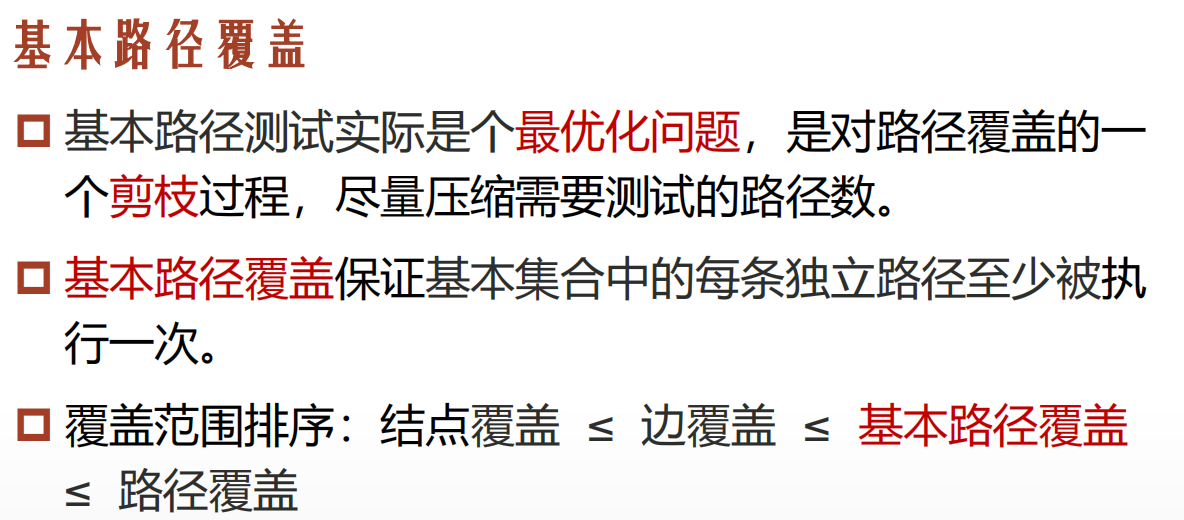 基本路径覆盖
基本路径测试实际是个最优化问题，是对路径覆盖的一
个剪枝过程，尽量压缩需要测试的路径数。
基本路径覆盖保证基本集合中的每条独立路径至少被执
行一次。
覆盖范围排序：结点覆盖 ≤ 边覆盖 ≤ 基本路径覆盖
≤ 路径覆盖